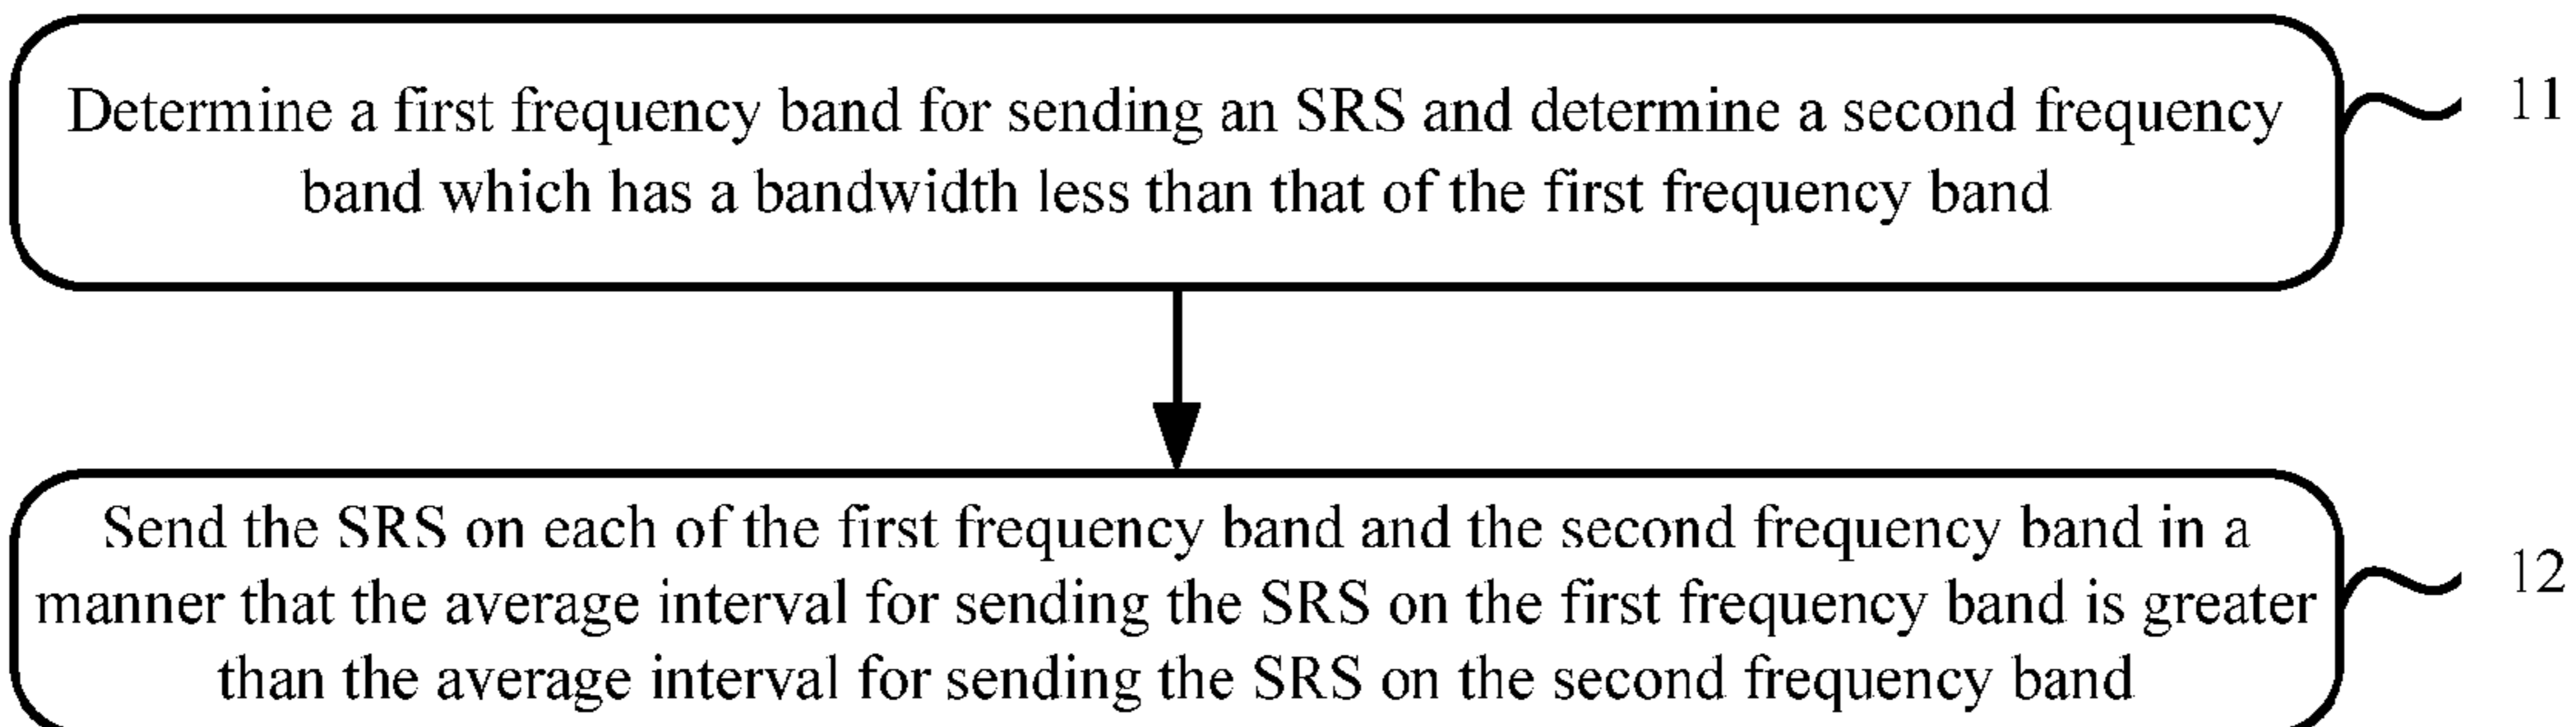 Determine a first frequency band for sending an SRS and determine a second frequency
band which has a bandwidth less than that of the first frequency band
11
Send the SRS on each of the first frequency band and the second frequency band in a
manner that the average interval for sending the SRS on the first frequency band is greater
than the average interval for sending the SRS on the second frequency band
12